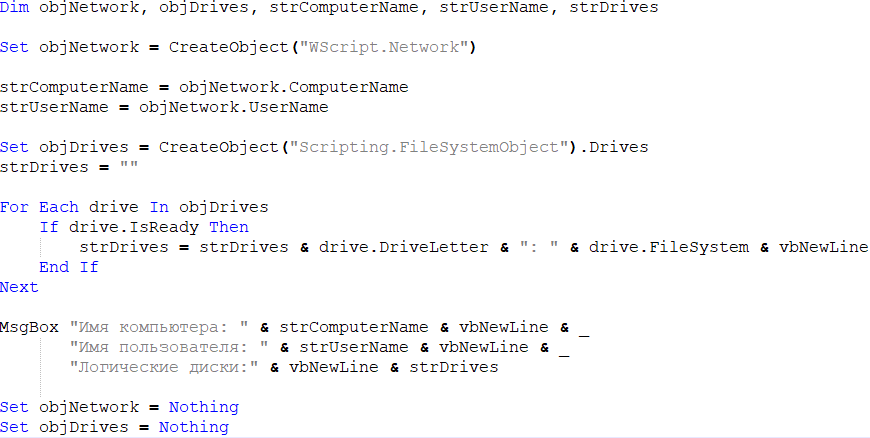 Dim objNetwork, objDrives, strComputerName, strUserName, strDrives
Set objNetwork = CreateObject("WScript.Network")
strComputerName = objNetwork.ComputerName
strUserName = objNetwork.UserName
Set objDrives = CreateObject("Scripting.FileSystemObject").Drives
strDrives = ""
For Each drive In objDrives
    If drive.IsReady Then
        strDrives = strDrives & drive.DriveLetter & ": " & drive.FileSystem & vbNewLine
    End If
Next
MsgBox "Имя компьютера: " & strComputerName & vbNewLine & _
       "Имя пользователя: " & strUserName & vbNewLine & _
       "Логические диски:" & vbNewLine & strDrives
Set objNetwork = Nothing
Set objDrives = Nothing